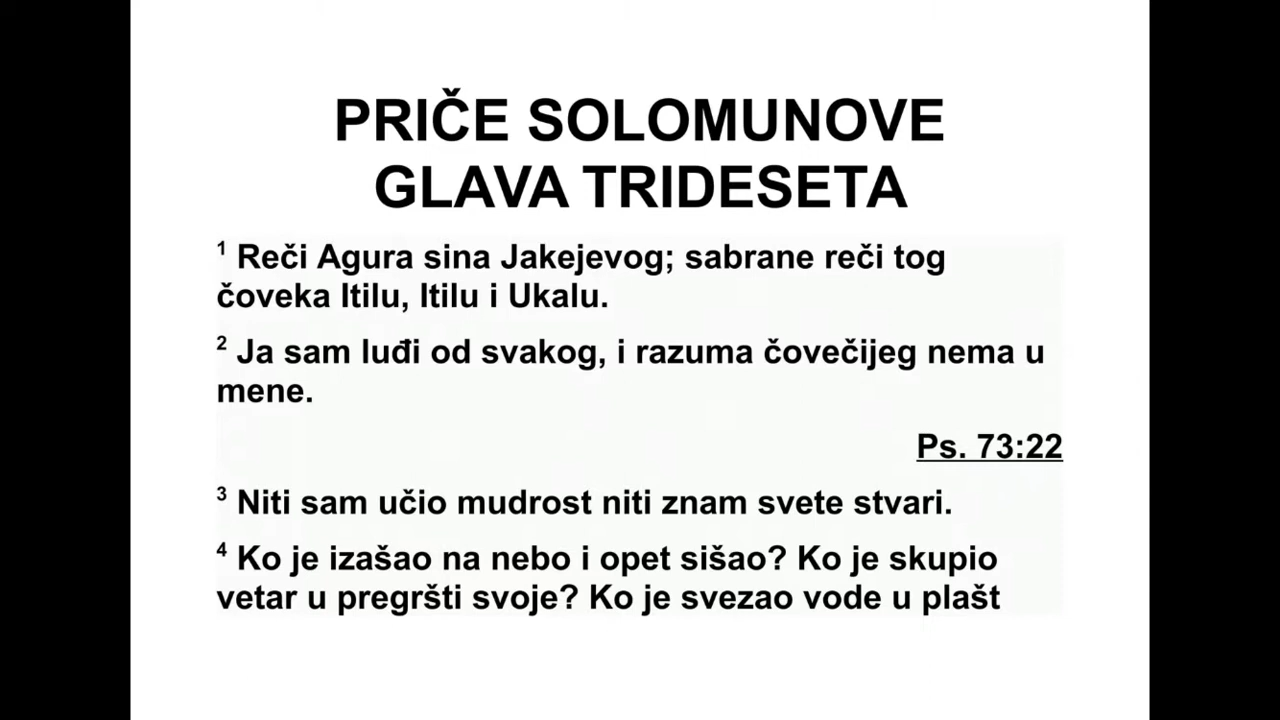 PRIČE SOLOMUNOVE
GLAVA TRIDESETA
1 Reči Agura sina Jakejevog; sabrane reči tog
čoveka Itilu, Itilu i Ukalu.
2 Ja sam luđi od svakog, i razuma čovečijeg nema u
mene.
Ps. 73:22
3 Niti sam učio mudrost niti znam svete stvari.
4 Ko je izašao na nebo i opet sišao? Ko je skupio
vetar u pregršti svoje? Ko je svezao vode u plašt